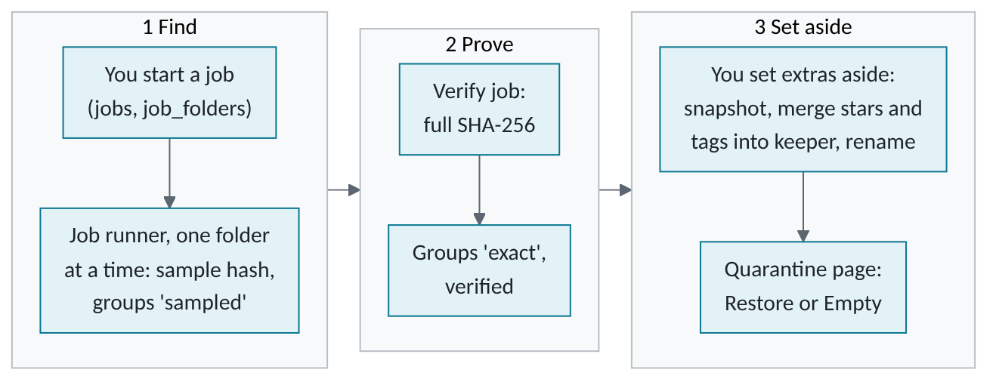 1 Find
You start a job
(jobs, job_folders)
Job runner, one folder
at a time: sample hash,
groups 'sampled'
2 Prove
Verify job:
full SHA-256
Groups 'exact',
verified
3 Set aside
You set extras aside:
snapshot, merge stars and
tags into keeper, rename
Quarantine page:
Restore or Empty